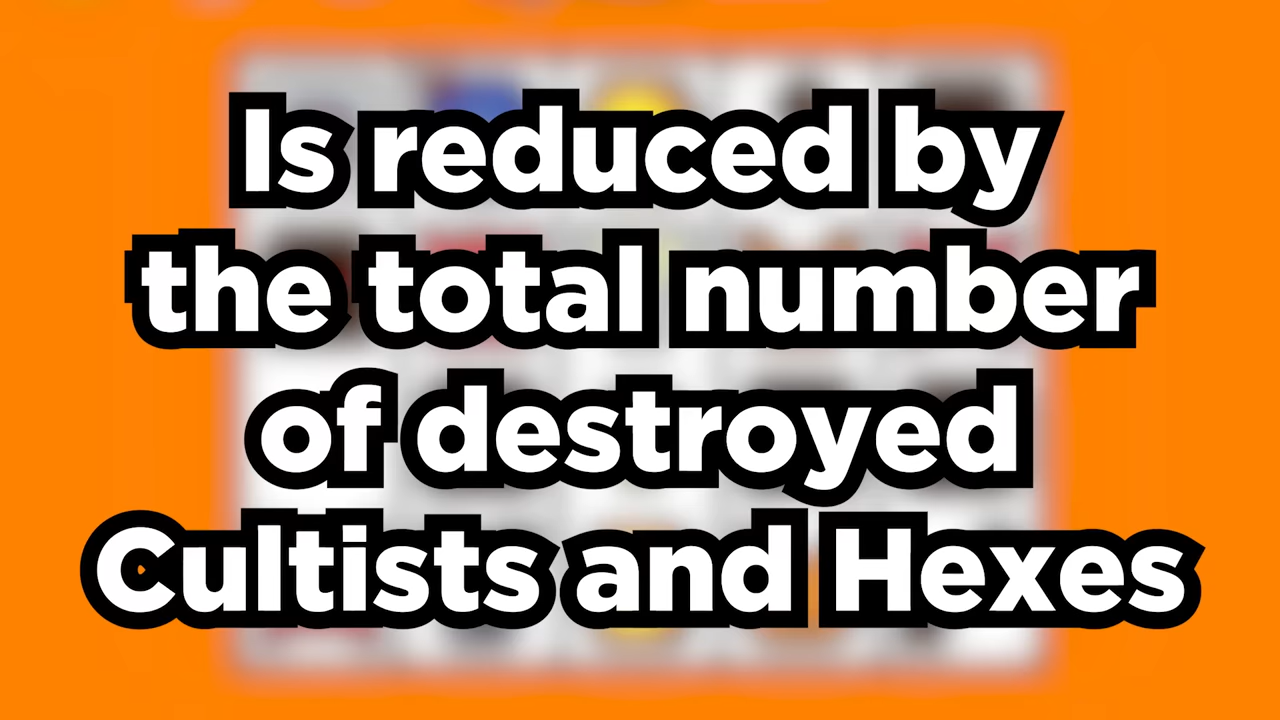 Is reduced by
the total number
of destroyed
Cultists and Hexes